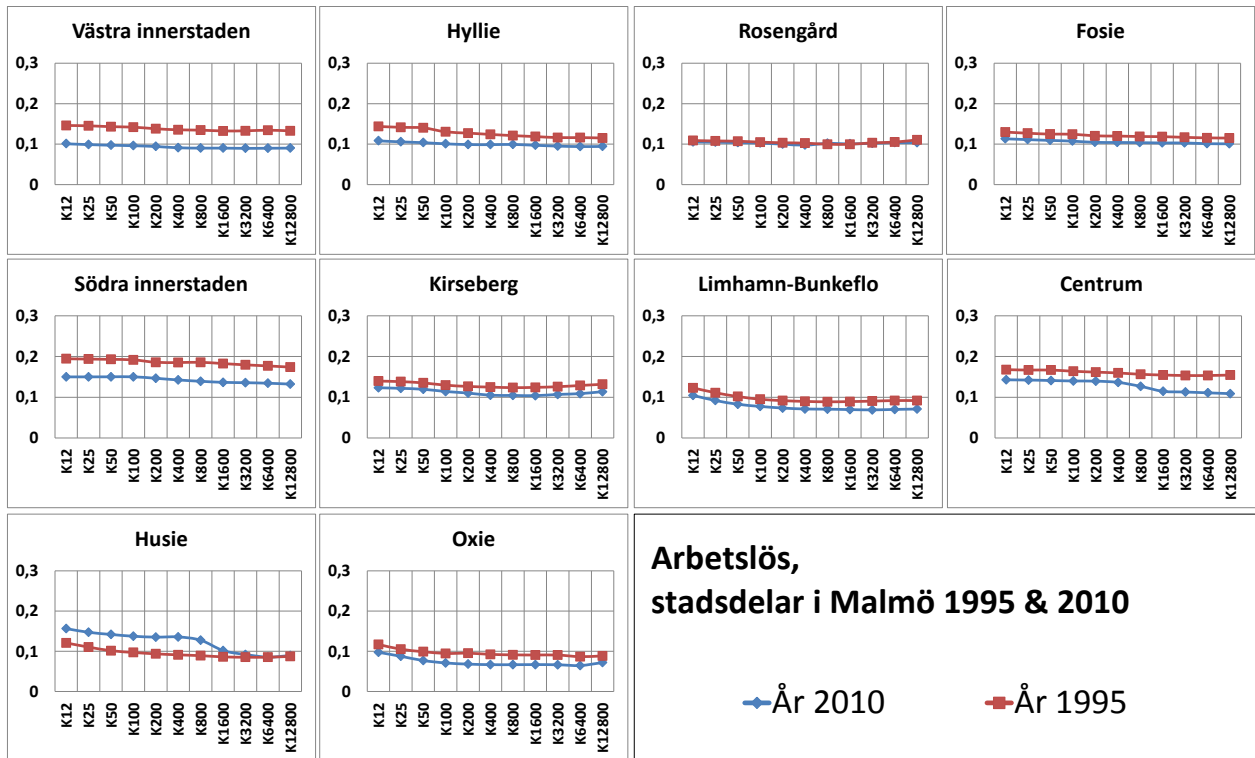 Västra innerstaden
0,3
0,2
0,1
0
K12 K25 K50 K100 K200 K400 K800 K1600 K3200 K6400 K12800
Hyllie
0,3
0,2
0,1
0
K12 K25 K50 K100 K200 K400 K800 K1600 K3200 K6400 K12800
Rosengård
0,3
0,2
0,1
0
K12 K25 K50 K100 K200 K400 K800 K1600 K3200 K6400 K12800
Fosie
0,3
0,2
0,1
0
K12 K25 K50 K100 K200 K400 K800 K1600 K3200 K6400 K12800
Södra innerstaden
0,3
0,2
0,1
0
K12 K25 K50 K100 K200 K400 K800 K1600 K3200 K6400 K12800
Kirseberg
0,3
0,2
0,1
0
K12 K25 K50 K100 K200 K400 K800 K1600 K3200 K6400 K12800
Limhamn-Bunkeflo
0,3
0,2
0,1
0
K12 K25 K50 K100 K200 K400 K800 K1600 K3200 K6400 K12800
Centrum
0,3
0,2
0,1
0
K12 K25 K50 K100 K200 K400 K800 K1600 K3200 K6400 K12800
Husie
0,3
0,2
0,1
0
K12 K25 K50 K100 K200 K400 K800 K1600 K3200 K6400 K12800
Oxie
0,3
0,2
0,1
0
K12 K25 K50 K100 K200 K400 K800 K1600 K3200 K6400 K12800
Arbetslös,
stadsdelar i Malmö 1995 & 2010
År 2010 År 1995